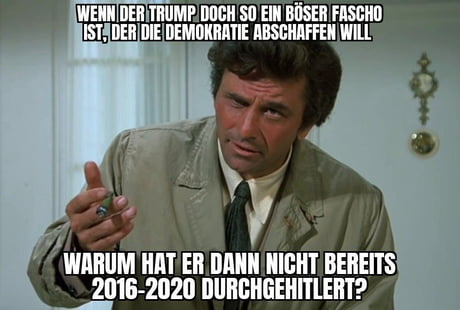 WENN DER TRUMP DOCH SO EIN BÖSER FASCHO
IST, DER DIE DEMOKRATIE ABSCHAFFEN WILL
WARUM HAT ER DANN NICHT BEREITS
2016-2020 DURCHGEHITLERT?